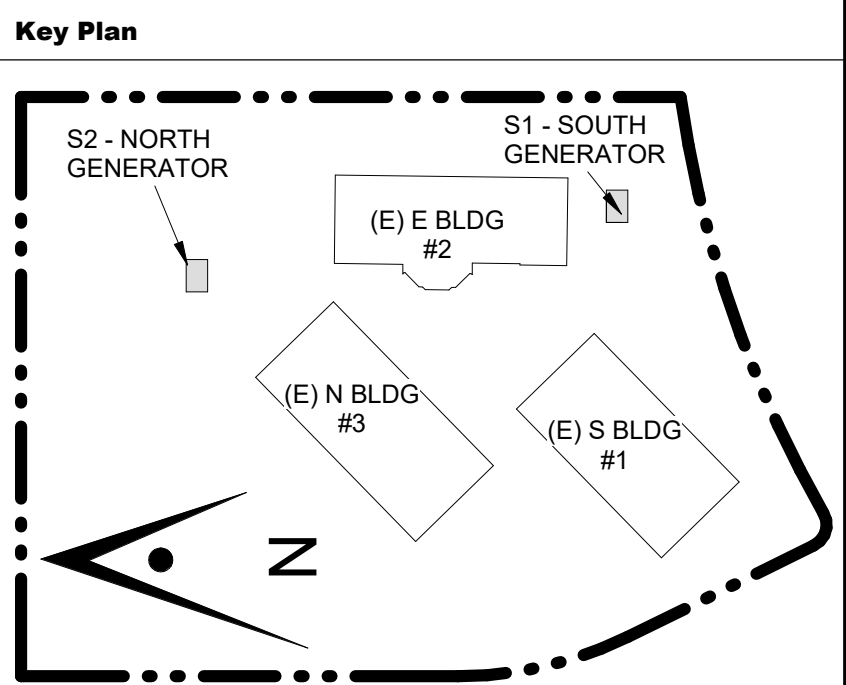 Key Plan
S2 - NORTH
GENERATOR
S1 - SOUTH
GENERATOR
(E) E BLDG
#2
(E) N BLDG
#3
(E) S BLDG
#1
N